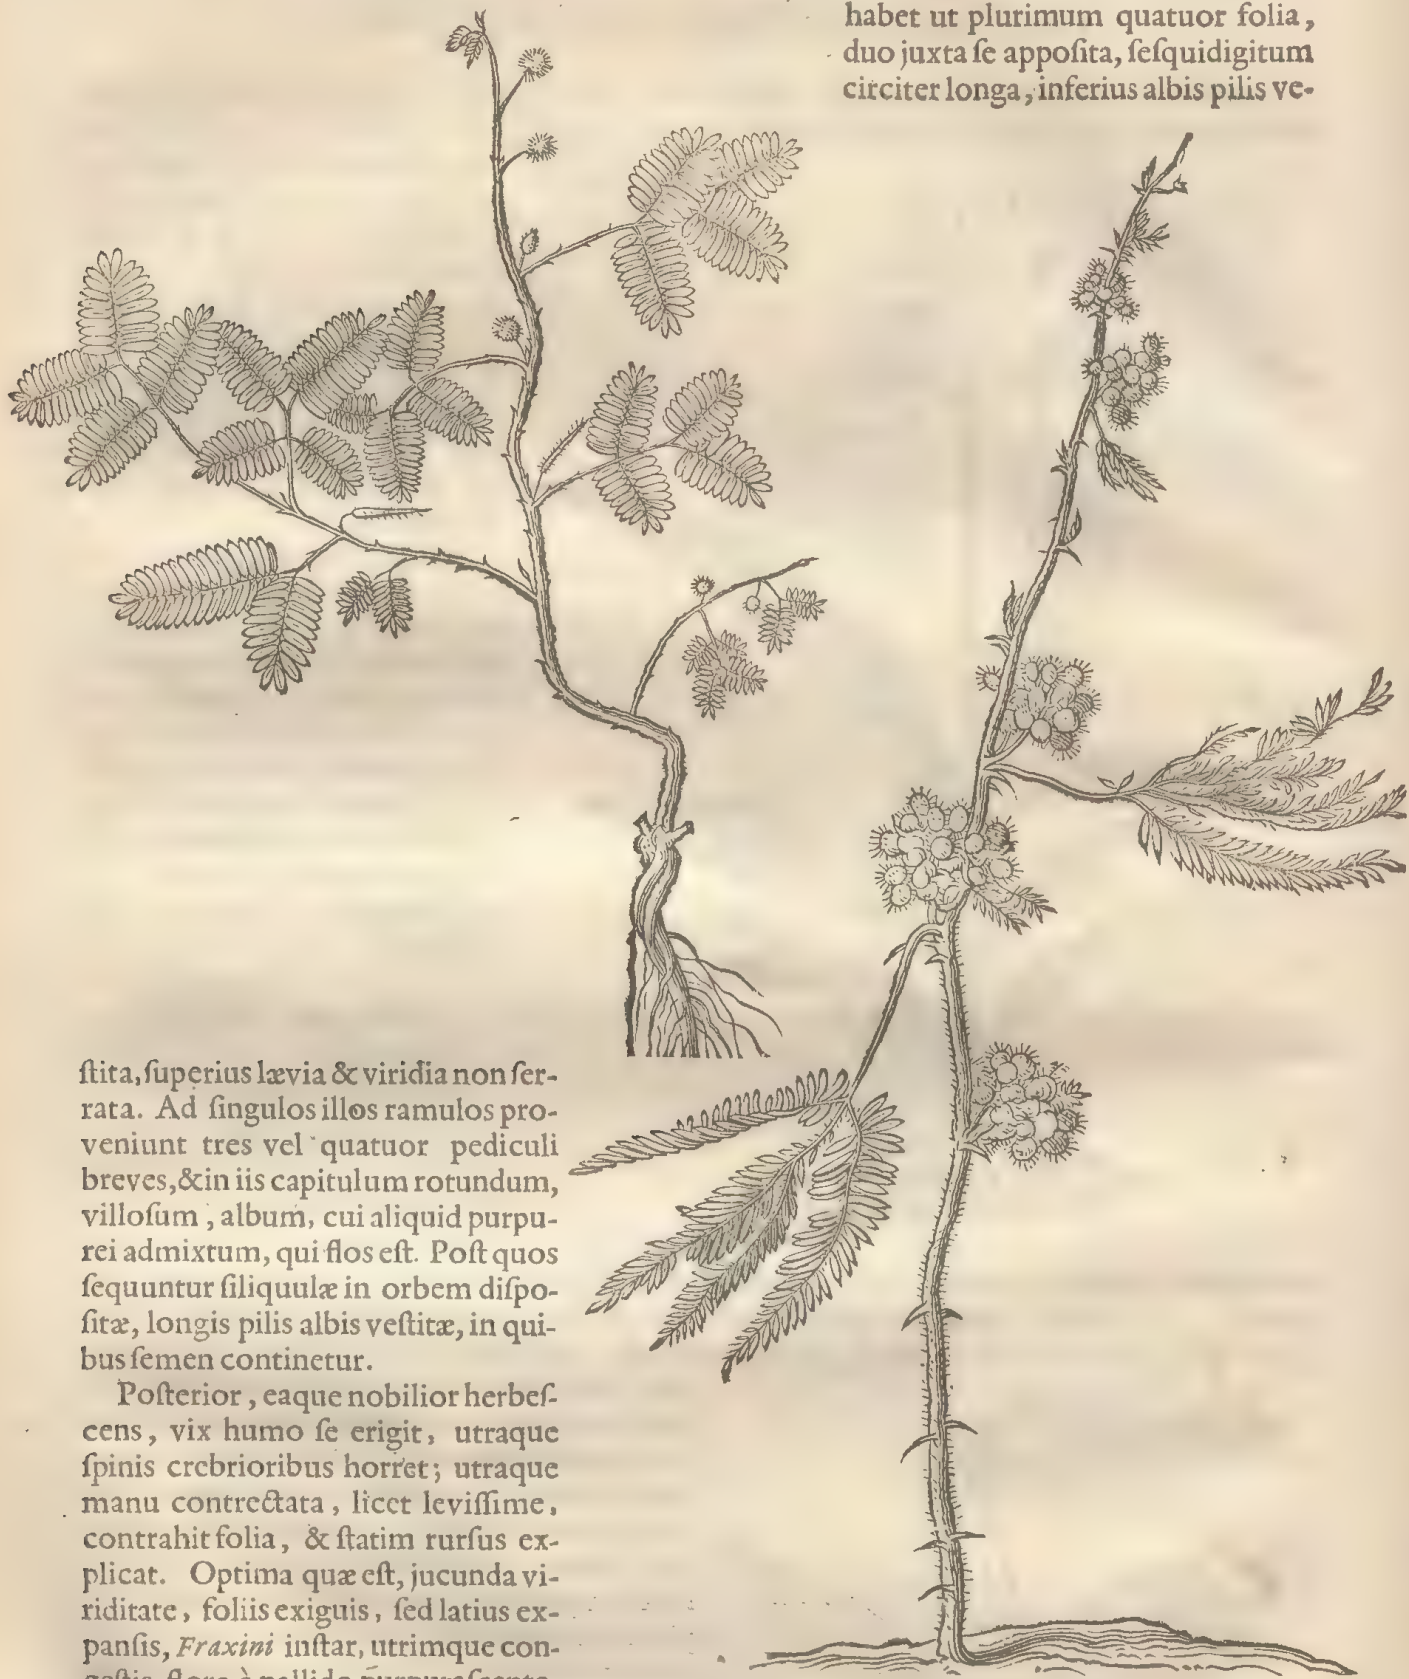 habet ut plurimum quatuor folia,
duo juxta ſe appoſita, ſeſquidigitum
circiter longa, inferius albis pilis ve-
ſtita, ſuperius lævia & viridia non ſer-
rata. Ad ſingulos illos ramulos pro-
veniunt tres vel quatuor pediculi
breves, & in iis capitulum rotundum,
villoſum, album, cui aliquid purpu-
rei admixtum, qui flos eſt. Poſt quos
ſequuntur ſiliquulæ in orbem diſpo-
ſitæ, longis pilis albis veſtitæ, in qui-
bus ſemen continetur.
Poſterior, eaque nobilior herbeſ-
cens, vix humo ſe erigit, utraque
ſpinis crebrioribus horret; utraque
manu contrectata, licet leviſſime,
contrahit folia, & ſtatim rurſus ex-
plicat. Optima quæ eſt, jucunda vi-
riditate, foliis exiguis, ſed latius ex-
panſis, Fraxini inſtar, utrimque con-